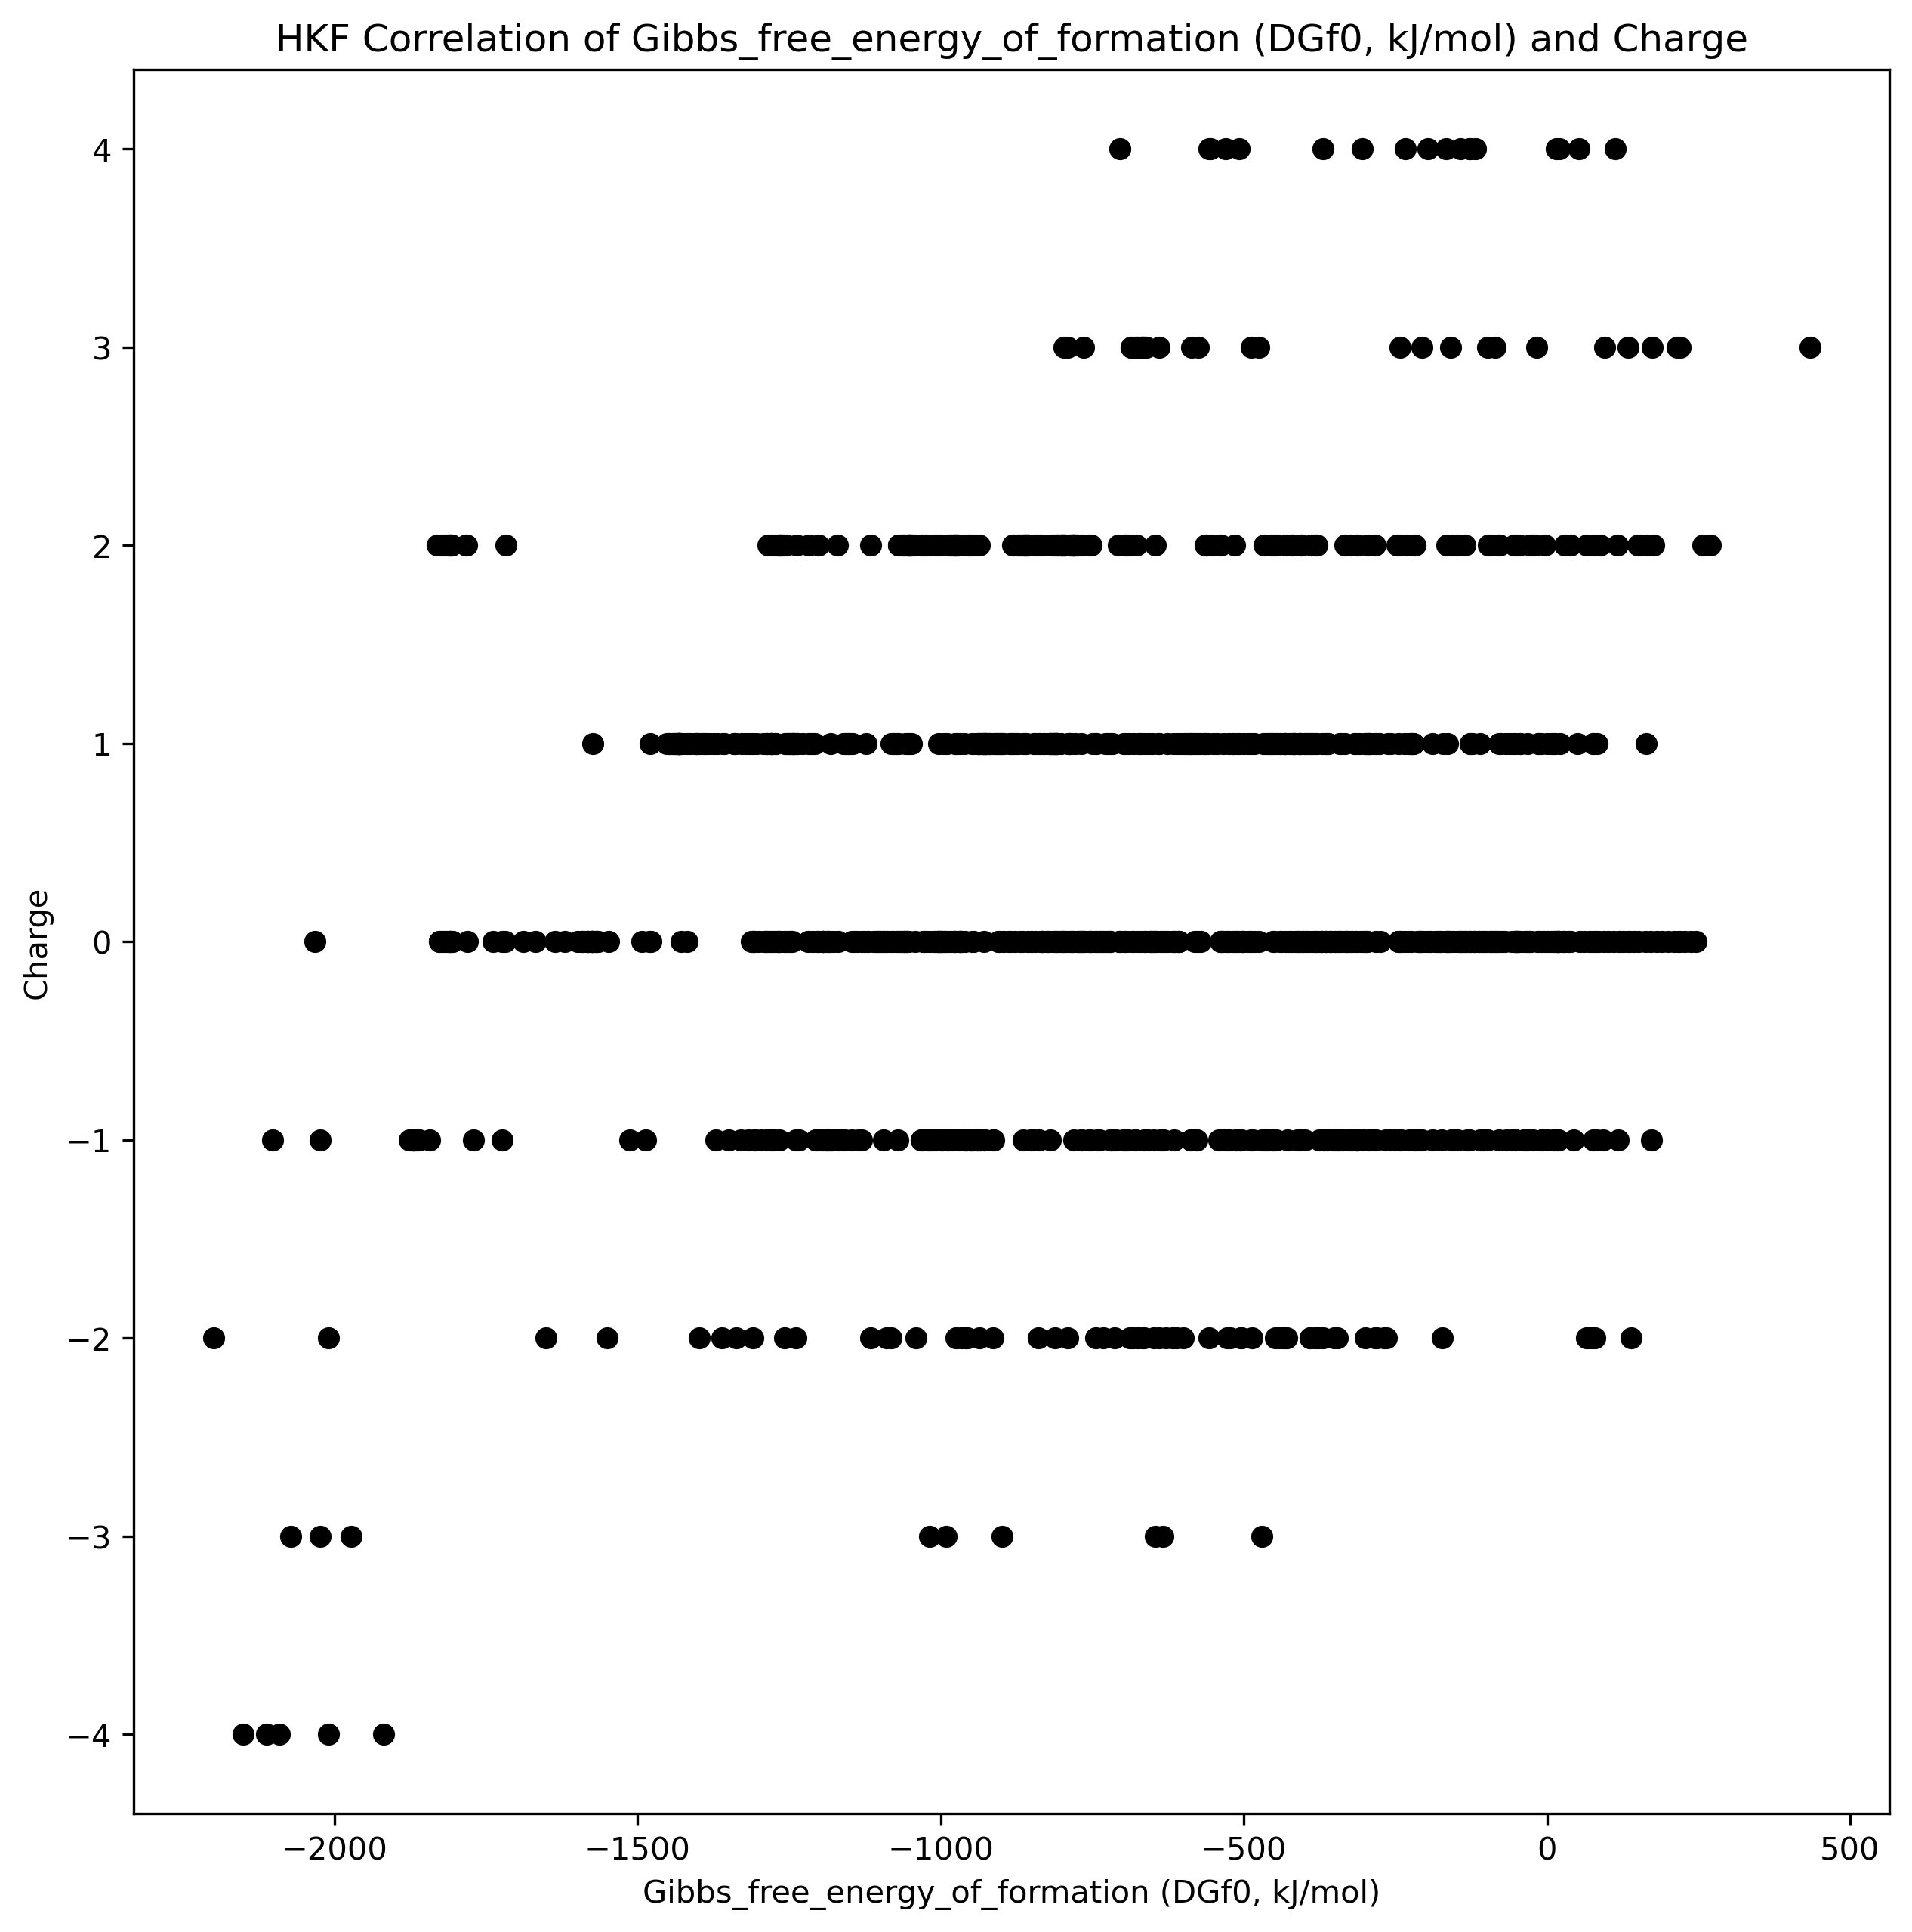 HKF Correlation of Gibbs_free_energy_of_formation (DGf0, kJ/mol) and Charge
4
3
2
1
0
−1
−2
−3
−4
Charge
−2000 −1500 −1000 −500 0 500
Gibbs_free_energy_of_formation (DGf0, kJ/mol)